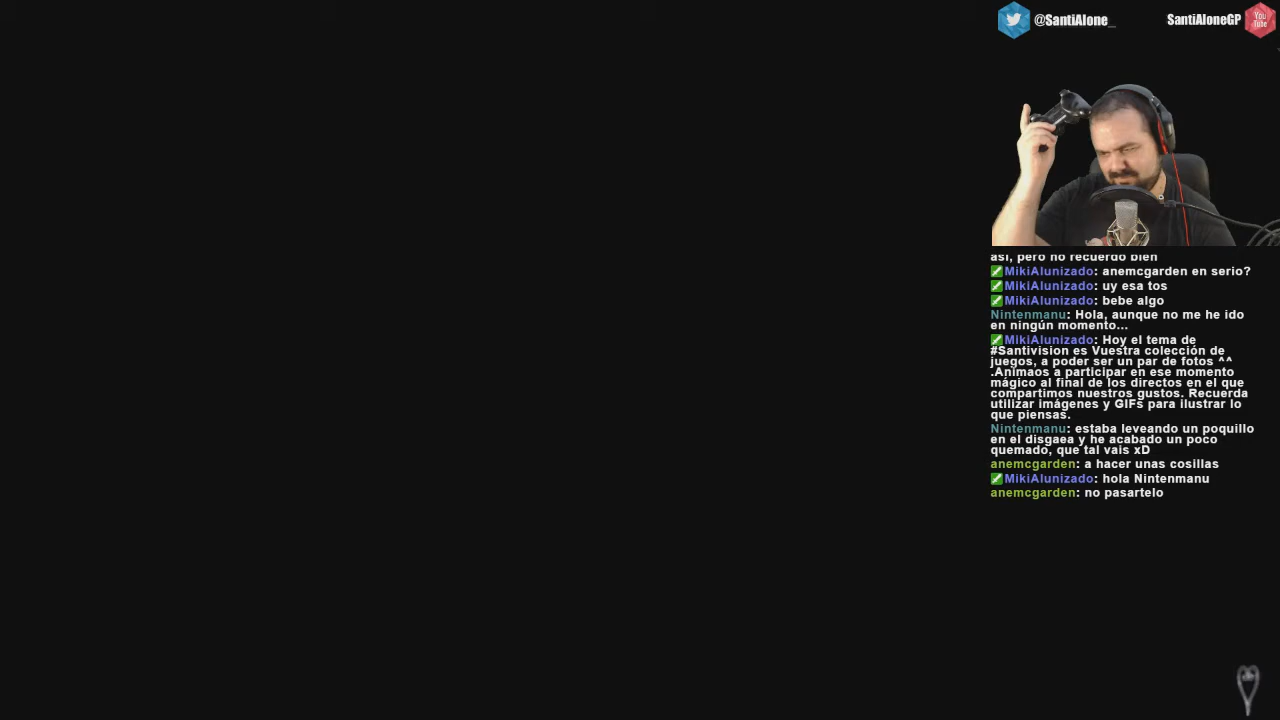 @SantiAlone_
SantiAloneGP
You
Tube
así, pero no recuerdo bien
MikiAlunizado: anemcgarden en serio?
MikiAlunizado: uy esa tos
MikiAlunizado: bebe algo
Nintenmanu: Hola, aunque no me he ido
en ningún momento...
MikiAlunizado: Hoy el tema de
#Santivision es Vuestra colección de
juegos, a poder ser un par de fotos ^^
.Animaos a participar en ese momento
mágico al final de los directos en el que
compartimos nuestros gustos. Recuerda
utilizar imágenes y GIFs para ilustrar lo
que piensas.
Nintenmanu: estaba leveando un poquillo
en el disgaea y he acabado un poco
quemado, que tal vais xD
anemcgarden: a hacer unas cosillas
MikiAlunizado: hola Nintenmanu
anemcgarden: no pasartelo